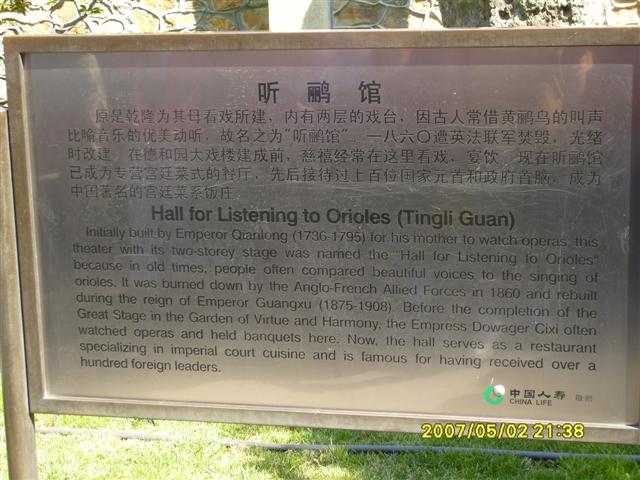 听鹂馆
原是乾隆为其母看戏所建，内有两层的戏台，因古人常借黄鹂鸟的叫声
比喻音乐的优美动听，故名之为“听鹂馆”。一八六〇遭英法联军焚毁，光绪
时改建。在德和园大戏楼建成前，慈禧经常在这里看戏、宴饮。现在听鹂馆
已成为专营宫廷菜式的餐厅，先后接待过上百位国家元首和政府首脑，成为
中国著名的宫廷菜系饭庄。
Hall for Listening to Orioles (Tingli Guan)
Initially built by Emperor Qianlong (1736-1795) for his mother to watch operas, this
theater with its two-storey stage was named the "Hall for Listening to Orioles"
because in old times, people often compared beautiful voices to the singing of
orioles. It was burned down by the Anglo-French Allied Forces in 1860 and rebuilt
during the reign of Emperor Guangxu (1875-1908). Before the completion of the
Great Stage in the Garden of Virtue and Harmony, the Empress Dowager Cixi often
watched operas and held banquets here. Now, the hall serves as a restaurant
specializing in imperial court cuisine and is famous for having received over a
hundred foreign leaders.
中国人寿 敬赠
CHINA LIFE
2007/05/02 21:38